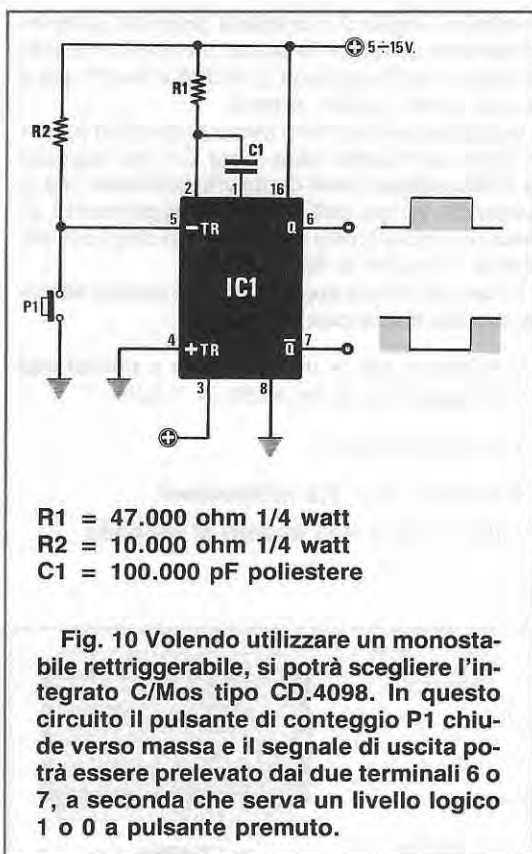 5÷15V.
R1
R2
C1
2 1 16
5 -TR Q 6
IC1
P1
4 +TR Q̅ 7
3 8
R1 = 47.000 ohm 1/4 watt
R2 = 10.000 ohm 1/4 watt
C1 = 100.000 pF poliestere
Fig. 10 Volendo utilizzare un monosta-
bile rettriggerabile, si potrà scegliere l'in-
tegrato C/Mos tipo CD.4098. In questo
circuito il pulsante di conteggio P1 chiu-
de verso massa e il segnale di uscita po-
trà essere prelevato dai due terminali 6 o
7, a seconda che serva un livello logico
1 o 0 a pulsante premuto.